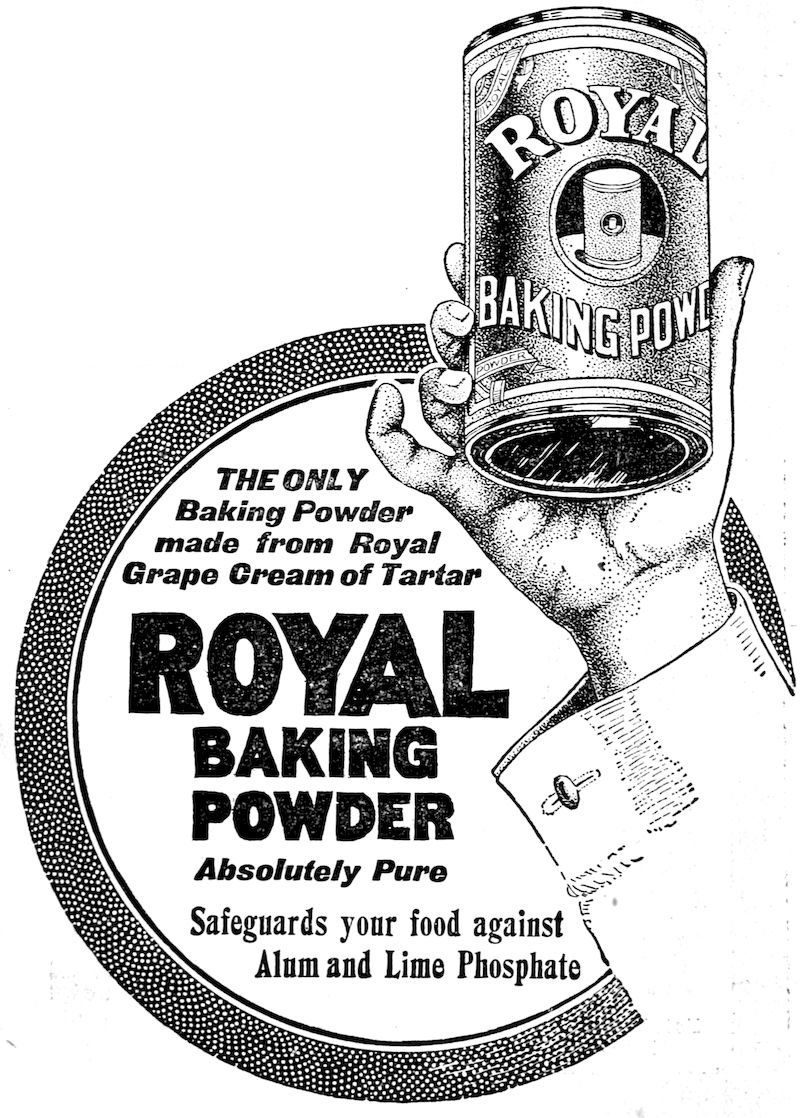 ROYAL
BAKING POWD
POWDER
THE ONLY
Baking Powder
made from Royal
Grape Cream of Tartar
ROYAL
BAKING
POWDER
Absolutely Pure
Safeguards your food against
Alum and Lime Phosphate